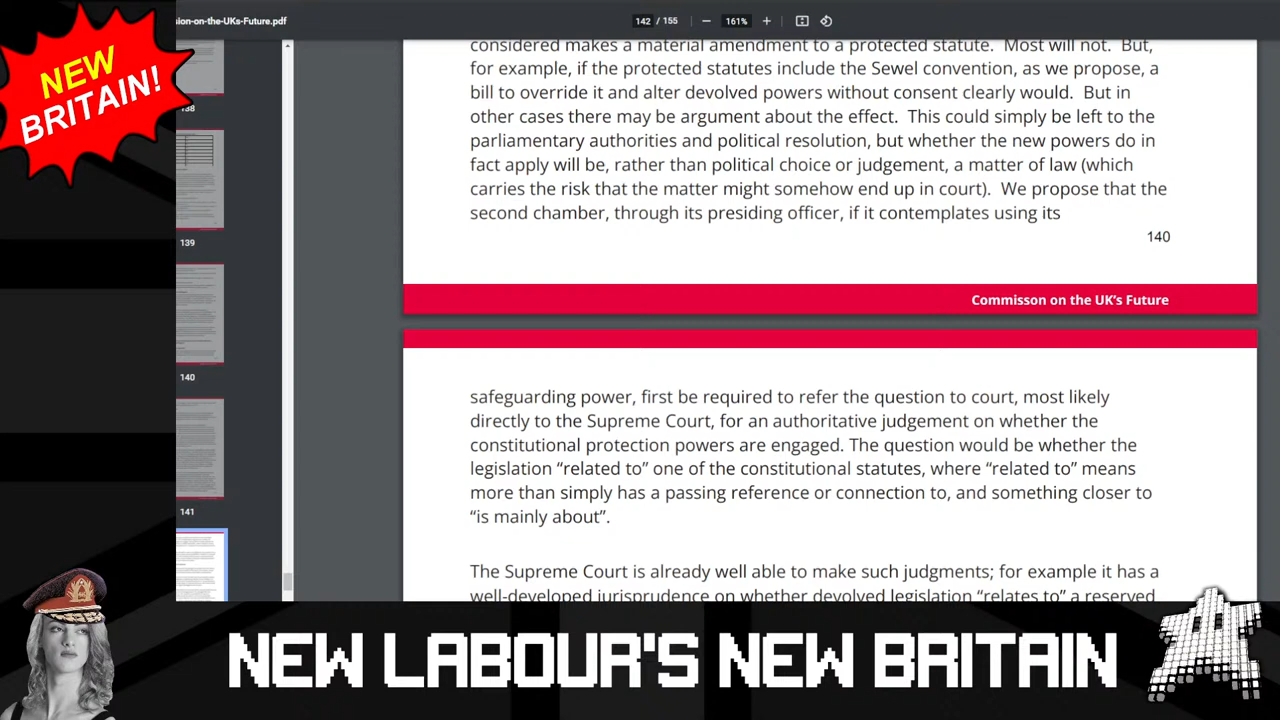 sion-on-the-UKs-Future.pdf
142 / 155
161%
NEW
BRITAIN!
138
139
140
141
considered makes a material amendment to a protected statute. Most will not. But,
for example, if the protected statutes include the Sewel convention, as we propose, a
bill to override it and alter devolved powers without consent clearly would. But in
other cases there may be argument about the effect. This could simply be left to the
parliamentary authorities and political resolution, but whether the new powers do in
fact apply will be rather than political choice or judgement, a matter of law (which
carries the risk that the matter might somehow end up in court). We propose that the
second chamber, through its presiding officer, if it contemplates using its
140
Commisson on the UK's Future
safeguarding power, first be required to refer the question to court, most likely
directly to the Supreme Court, for an authoritative judgement on whether the
constitutional protection powers are engaged. The question would be whether the
legislation “related to” one of the constitutional statutes, where “related to” means
more than simply has a passing reference or connection to, and something closer to
“is mainly about”
The Supreme Court is already well able to make such judgments: for example it has a
well-developed jurisprudence on whether devolved legislation “relates to” a reserved
NEW LABOUR'S NEW BRITAIN